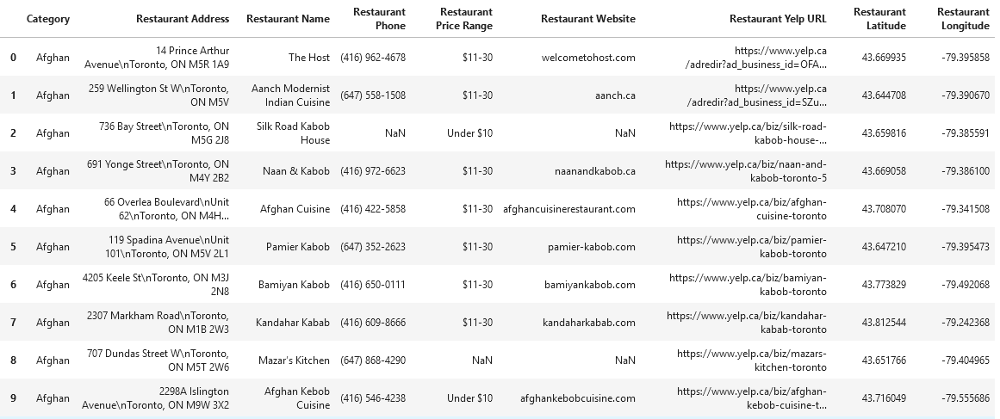 Category Restaurant Address Restaurant Name Restaurant Phone Restaurant Price Range Restaurant Website Restaurant Yelp URL Restaurant Latitude Restaurant Longitude
0 Afghan 14 Prince Arthur Avenue\nToronto, ON M5R 1A9 The Host (416) 962-4678 $11-30 welcometohost.com https://www.yelp.ca/adredir?ad_business_id=OFA... 43.669935 -79.395858
1 Afghan 259 Wellington St W\nToronto, ON M5V Aanch Modernist Indian Cuisine (647) 558-1508 $11-30 aanch.ca https://www.yelp.ca/adredir?ad_business_id=SZu... 43.644708 -79.390670
2 Afghan 736 Bay Street\nToronto, ON M5G 2J8 Silk Road Kabob House NaN Under $10 NaN https://www.yelp.ca/biz/silk-road-kabob-house-... 43.659816 -79.385591
3 Afghan 691 Yonge Street\nToronto, ON M4Y 2B2 Naan & Kabob (416) 972-6623 $11-30 naanandkabob.ca https://www.yelp.ca/biz/naan-and-kabob-toronto-5 43.669058 -79.386100
4 Afghan 66 Overlea Boulevard\nUnit 62\nToronto, ON M4H... Afghan Cuisine (416) 422-5858 $11-30 afghancuisinerestaurant.com https://www.yelp.ca/biz/afghan-cuisine-toronto 43.708070 -79.341508
5 Afghan 119 Spadina Avenue\nUnit 101\nToronto, ON M5V 2L1 Pamier Kabob (647) 352-2623 $11-30 pamier-kabob.com https://www.yelp.ca/biz/pamier-kabob-toronto 43.647210 -79.395473
6 Afghan 4205 Keele St\nToronto, ON M3J 2N8 Bamiyan Kabob (416) 650-0111 $11-30 bamiyankabob.com https://www.yelp.ca/biz/bamiyan-kabob-toronto 43.773829 -79.492068
7 Afghan 2307 Markham Road\nToronto, ON M1B 2W3 Kandahar Kabab (416) 609-8666 $11-30 kandaharkabab.com https://www.yelp.ca/biz/kandahar-kabab-toronto 43.812544 -79.242368
8 Afghan 707 Dundas Street W\nToronto, ON M5T 2W6 Mazar's Kitchen (647) 868-4290 NaN NaN https://www.yelp.ca/biz/mazars-kitchen-toronto 43.651766 -79.404965
9 Afghan 2298A Islington Avenue\nToronto, ON M9W 3X2 Afghan Kebob Cuisine (416) 546-4238 Under $10 afghankebobcuisine.com https://www.yelp.ca/biz/afghan-kebob-cuisine-t... 43.716049 -79.555686